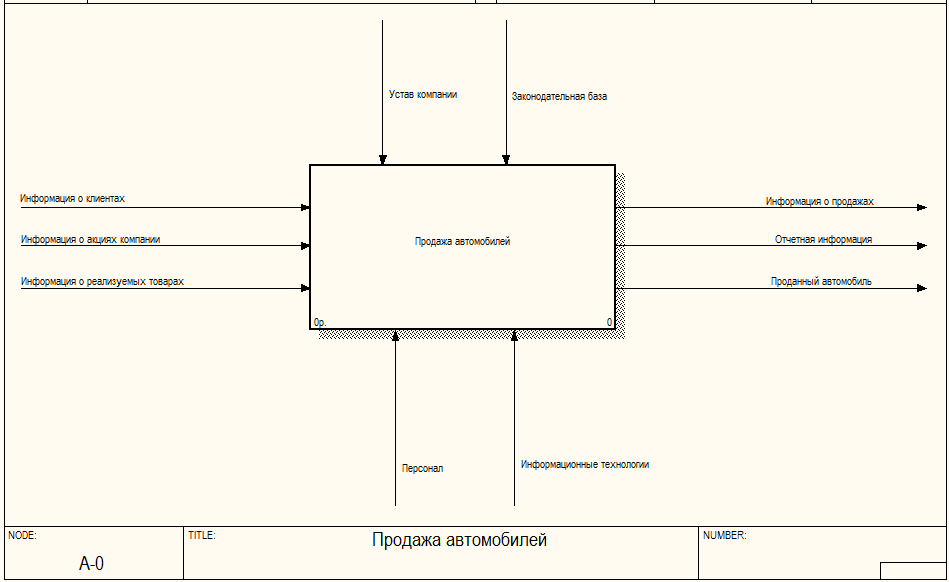 Устав компании
Законодательная база
Информация о клиентах
Информация о продажах
Информация о акциях компании
Продажа автомобилей
Отчетная информация
Информация о реализуемых товарах
Проданный автомобиль
0р.
0
Персонал
Информационные технологии
NODE:
TITLE:
Продажа автомобилей
NUMBER:
A-0